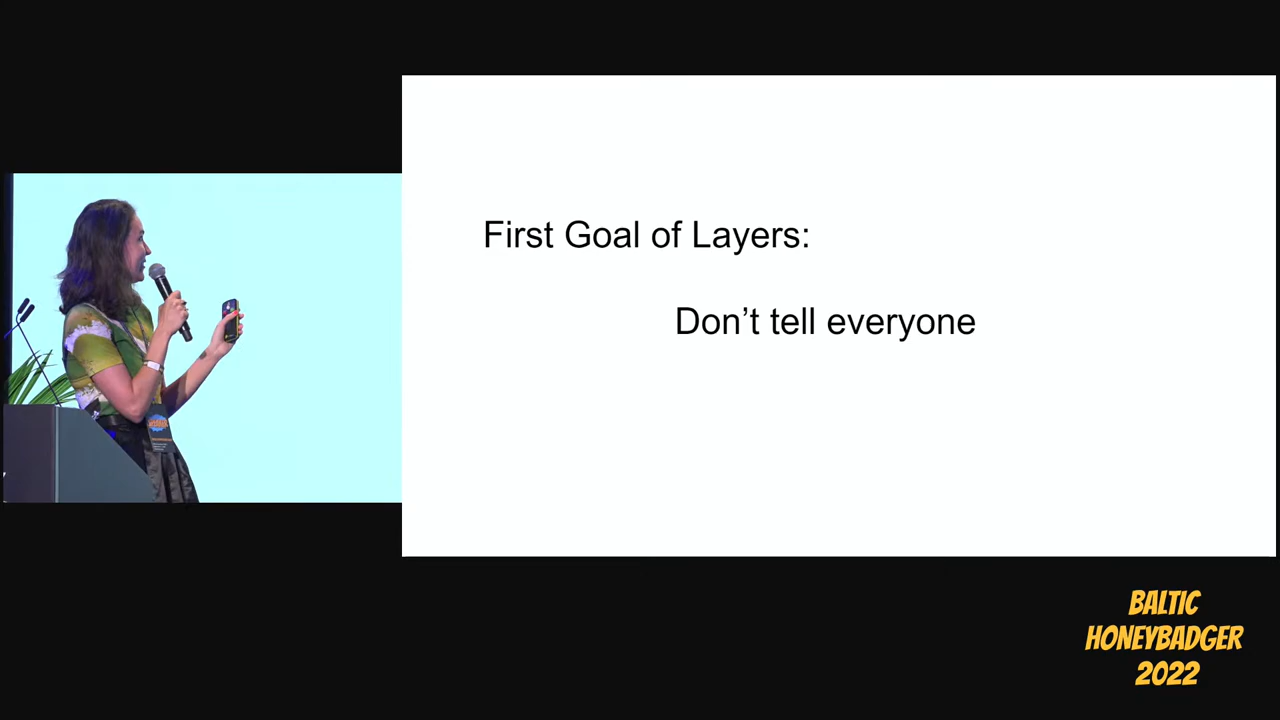 First Goal of Layers:
Don't tell everyone
BALTIC
HONEYBADGER
2022